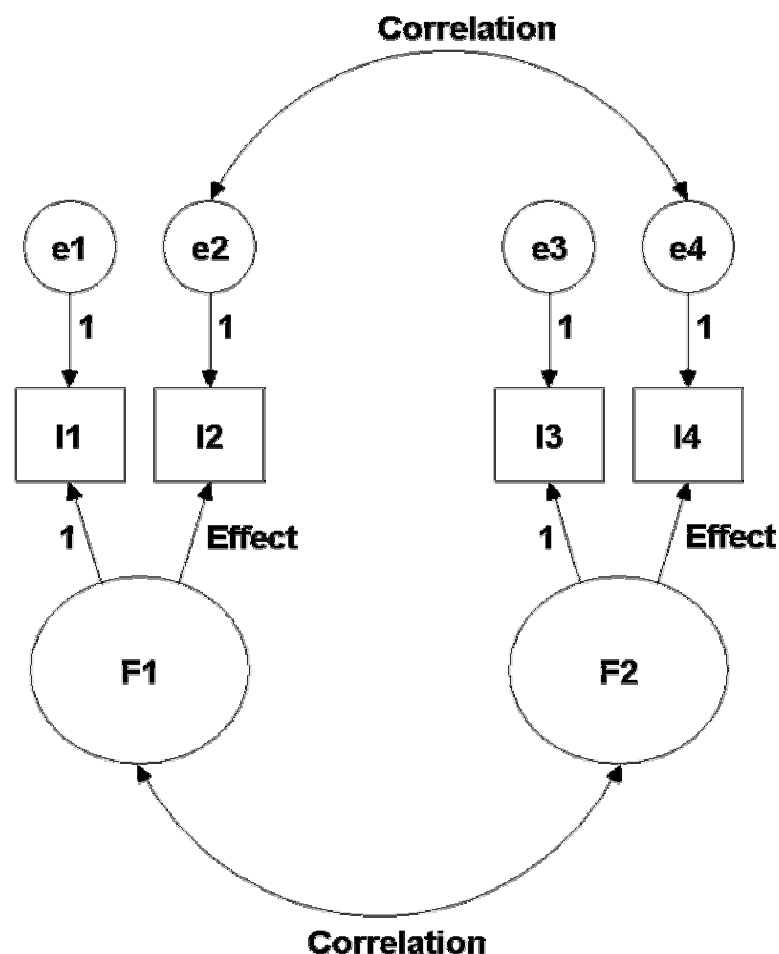 Correlation
e1 e2 e3 e4
1 1 1 1
I1 I2 I3 I4
1 Effect 1 Effect
F1 F2
Correlation